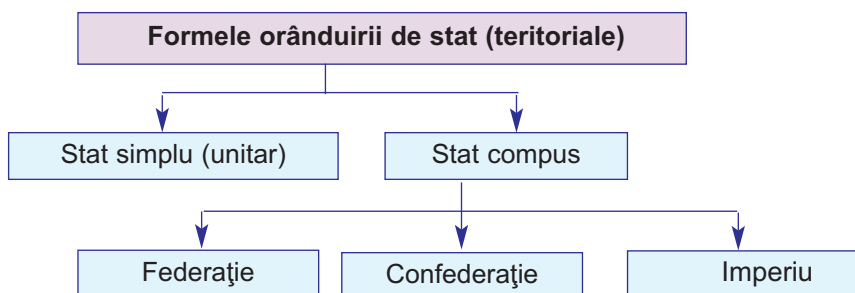 Formele orânduirii de stat (teritoriale)
Stat simplu (unitar)
Stat compus
Federaţie
Confederaţie
Imperiu